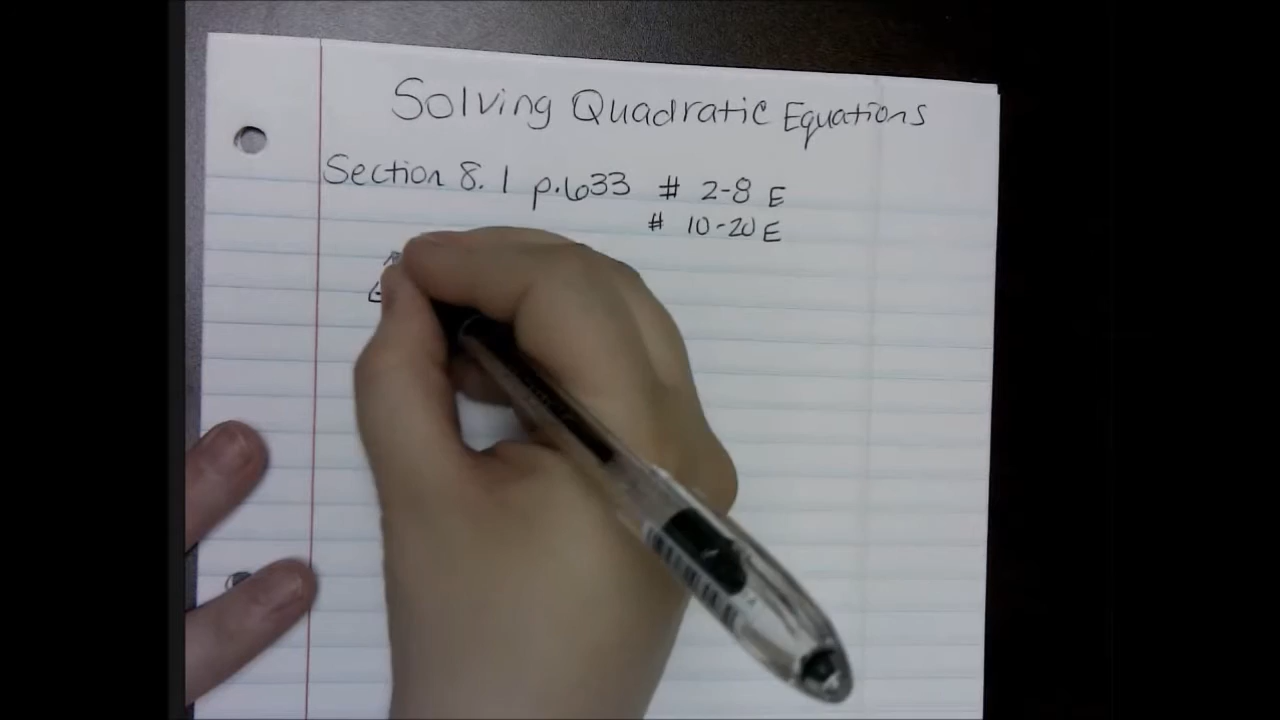 Solving Quadratic Equations
Section 8.1 p.633 # 2-8 E
# 10-20 E